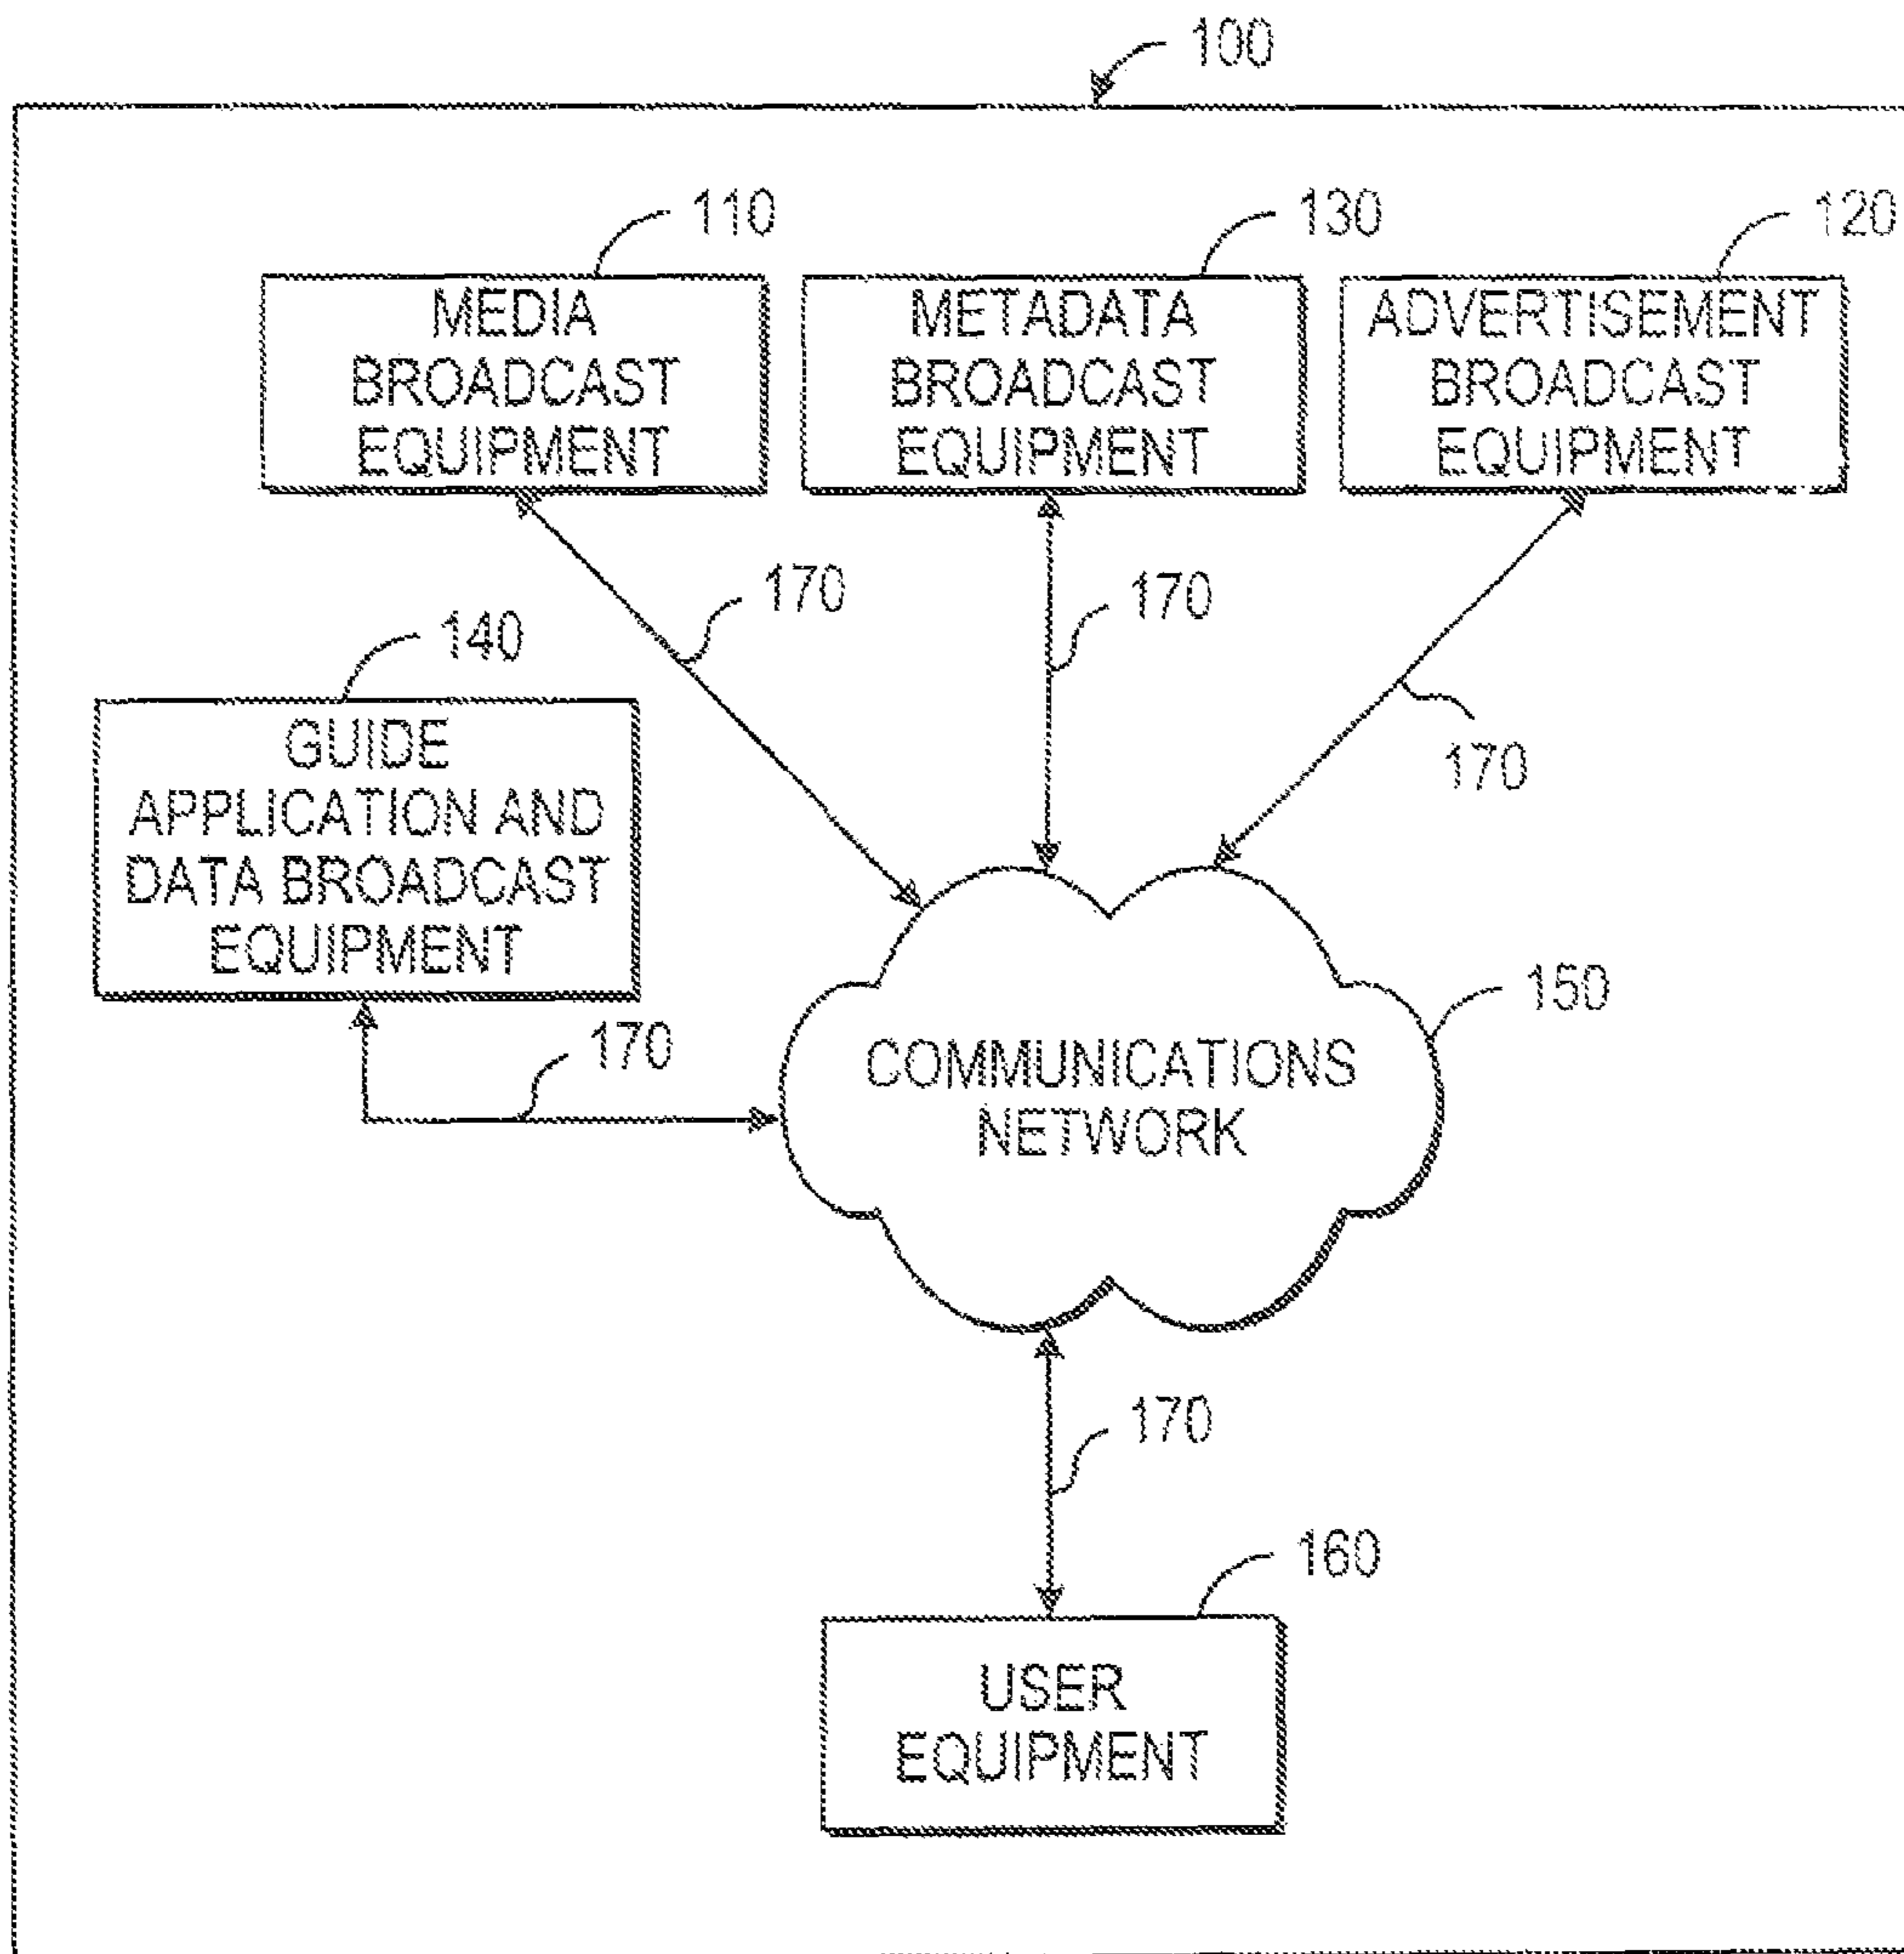 100
110
130
120
MEDIA
BROADCAST
EQUIPMENT
METADATA
BROADCAST
EQUIPMENT
ADVERTISEMENT
BROADCAST
EQUIPMENT
170
170
170
140
GUIDE
APPLICATION AND
DATA BROADCAST
EQUIPMENT
170
150
COMMUNICATIONS
NETWORK
170
160
USER
EQUIPMENT